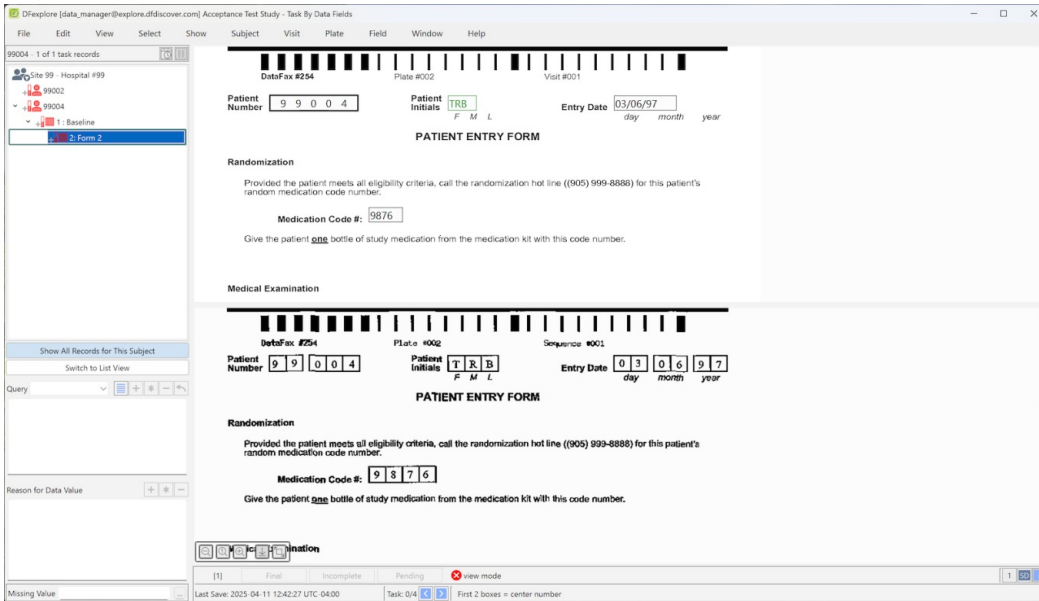 DFexplore [data_manager@explore.dfdiscover.com] Acceptance Test Study - Task By Data Fields
File Edit View Select Show Subject Visit Plate Field Window Help
99004 - 1 of 1 task records
Site 99 - Hospital #99
99002
99004
1 : Baseline
2: Form 2
Show All Records for This Subject
Switch to List View
Query
Reason for Data Value
Missing Value
DataFax #254 Plate #002 Visit #001
Patient Number 9 9 0 0 4 Patient Initials TRB Entry Date 03/06/97
F M L day month year
PATIENT ENTRY FORM
Randomization
Provided the patient meets all eligibility criteria, call the randomization hot line ((905) 999-8888) for this patient's
random medication code number.
Medication Code #: 9876
Give the patient one bottle of study medication from the medication kit with this code number.
Medical Examination
DataFax #254 Plate #002 Sequence #001
Patient Number 9 9 0 0 4 Patient Initials T R B Entry Date 0 3 0 6 9 7
F M L day month year
PATIENT ENTRY FORM
Randomization
Provided the patient meets all eligibility criteria, call the randomization hot line ((905) 999-8888) for this patient's
random medication code number.
Medication Code #: 9 8 7 6
Give the patient one bottle of study medication from the medication kit with this code number.
[1] Final Incomplete Pending view mode 1 SD
Last Save: 2025-04-11 12:42:27 UTC-04:00 Task: 0/4 First 2 boxes = center number